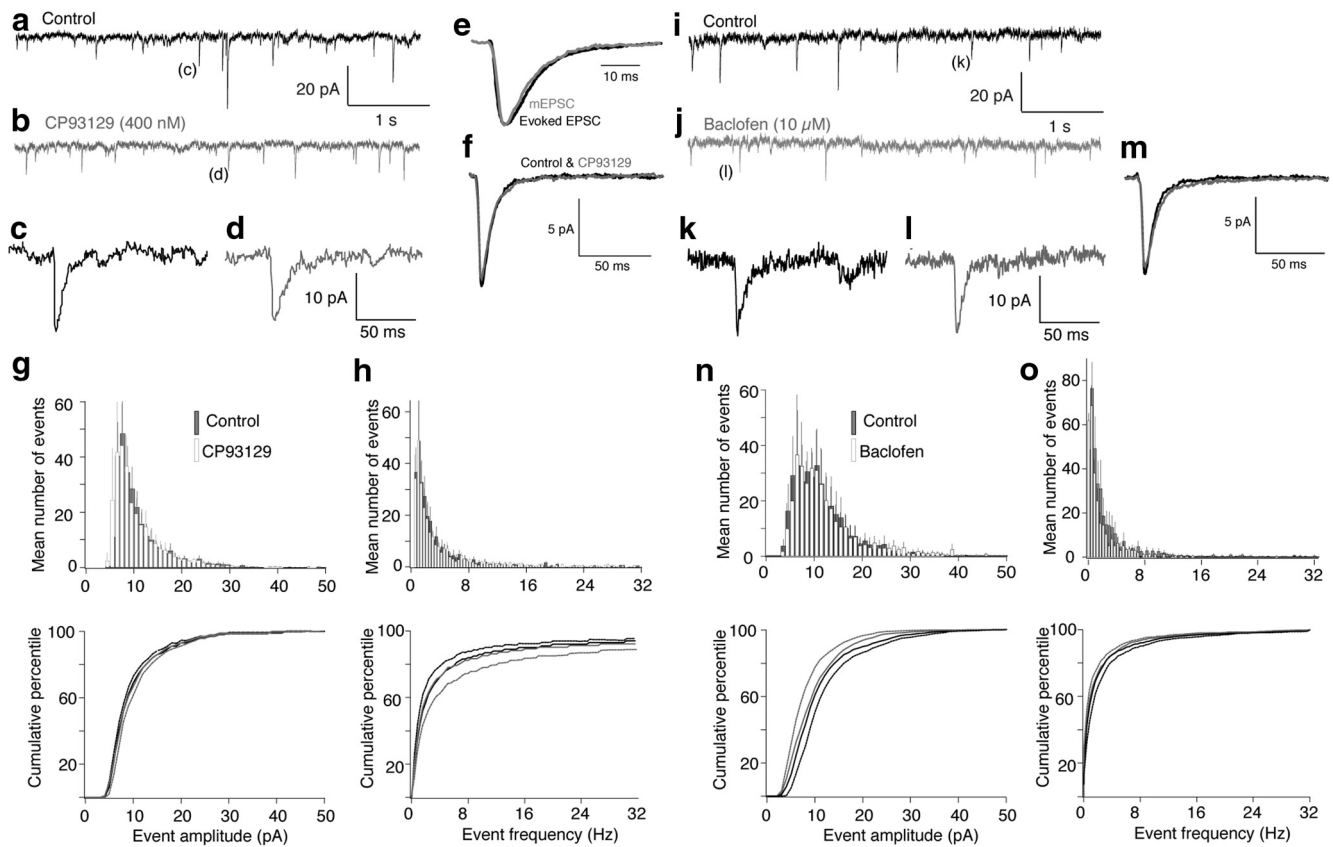 a Control
(c)
20 pA
1 s
b CP93129 (400 nM)
(d)
c
d
10 pA
50 ms
e
10 ms
mEPSC
Evoked EPSC
f
Control & CP93129
5 pA
50 ms
i Control
(k)
20 pA
1 s
j Baclofen (10 µM)
(l)
k
l
10 pA
50 ms
m
5 pA
50 ms
g
Mean number of events
60
40
20
0
Control
CP93129
0 10 20 30 40 50
Cumulative percentile
100
60
20
0 10 20 30 40 50
Event amplitude (pA)
h
Mean number of events
60
40
20
0
0 8 16 24 32
Cumulative percentile
100
60
20
0 8 16 24 32
Event frequency (Hz)
n
Mean number of events
60
40
20
0
Control
Baclofen
0 10 20 30 40 50
Cumulative percentile
100
60
20
0 10 20 30 40 50
Event amplitude (pA)
o
Mean number of events
80
60
40
20
0
0 8 16 24 32
Cumulative percentile
100
60
20
0 8 16 24 32
Event frequency (Hz)